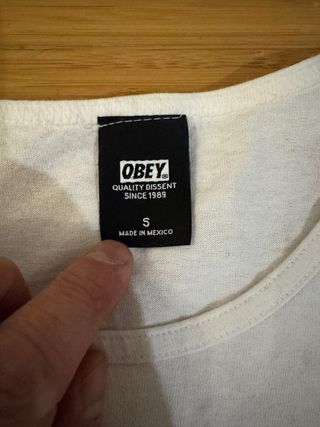 OBEY®
QUALITY DISSENT
SINCE 1989
S
MADE IN MEXICO